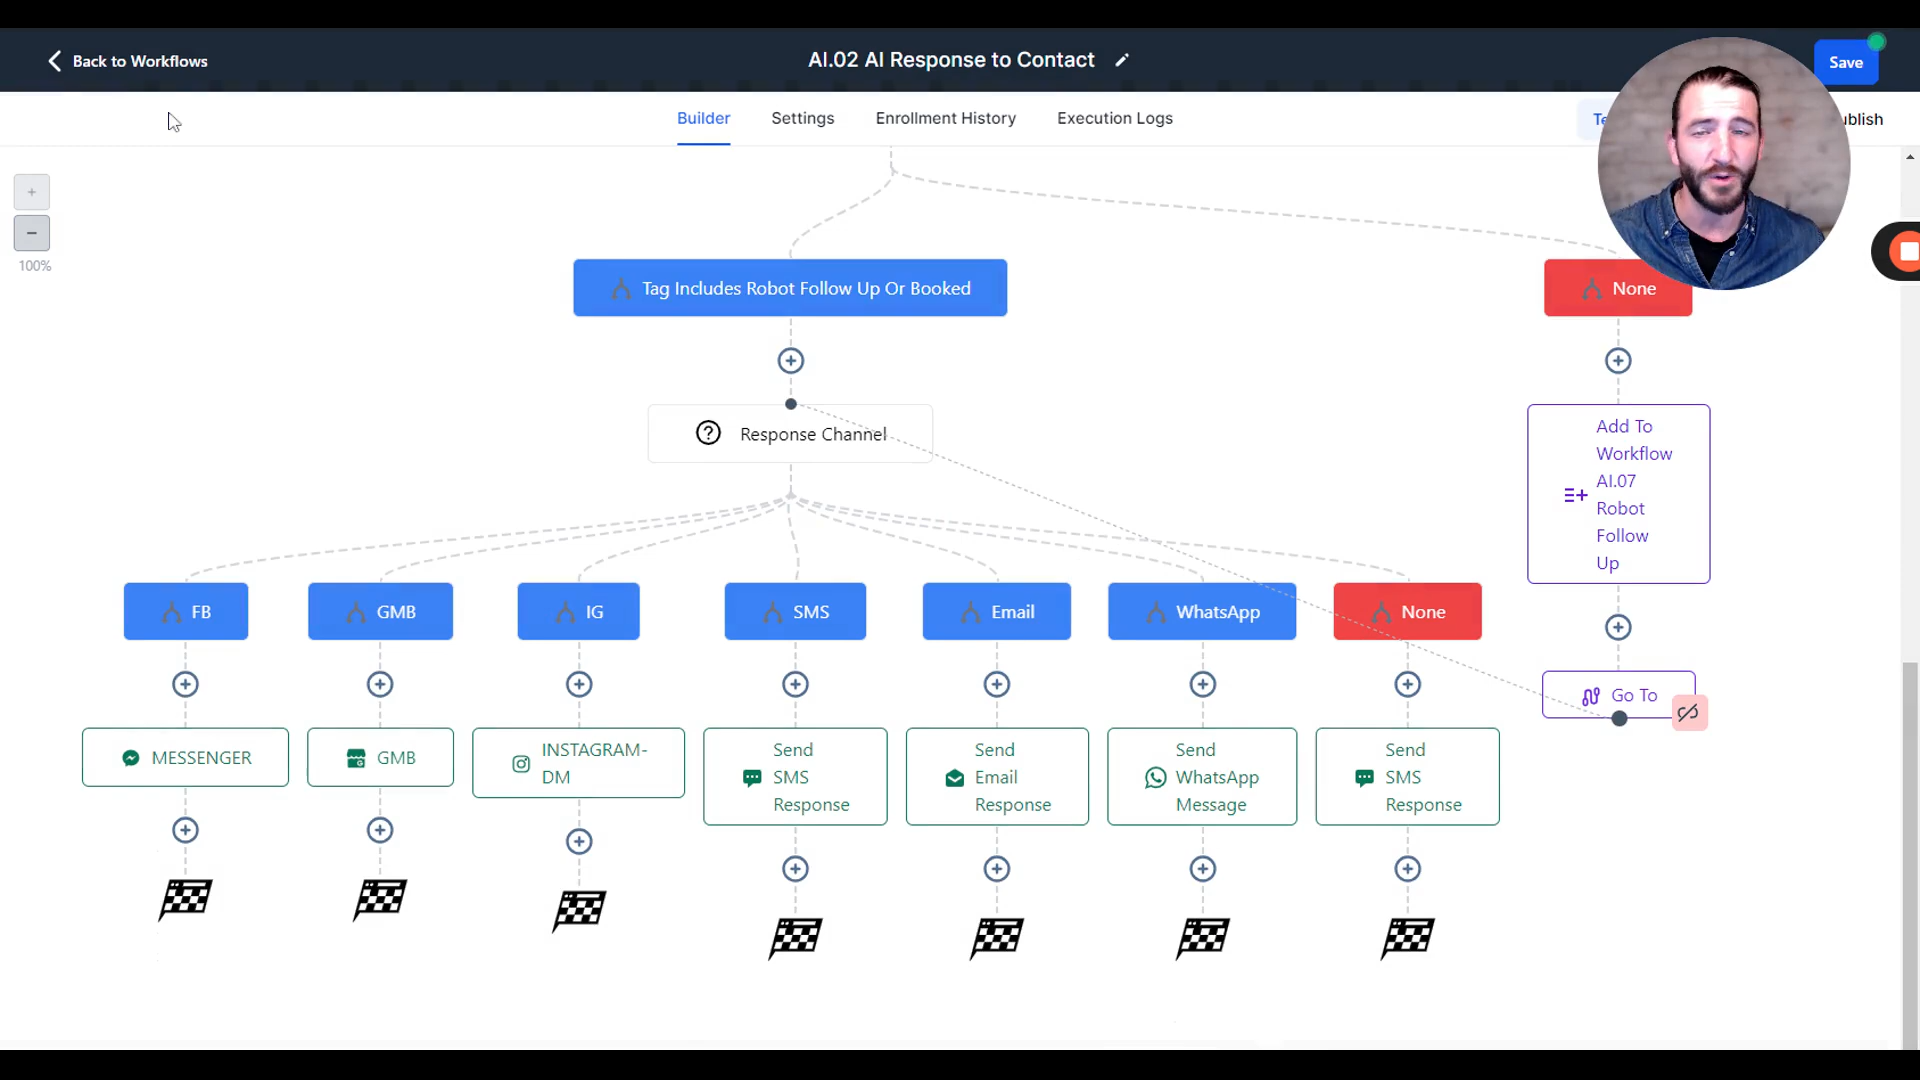 Back to Workflows
AI.02 AI Response to Contact
Save
Builder
Settings
Enrollment History
Execution Logs
Te
blish
100%
Tag Includes Robot Follow Up Or Booked
None
Response Channel
Add To
Workflow
AI.07
Robot
Follow
Up
FB
GMB
IG
SMS
Email
WhatsApp
None
Go To
MESSENGER
GMB
INSTAGRAM-
DM
Send
SMS
Response
Send
Email
Response
Send
WhatsApp
Message
Send
SMS
Response